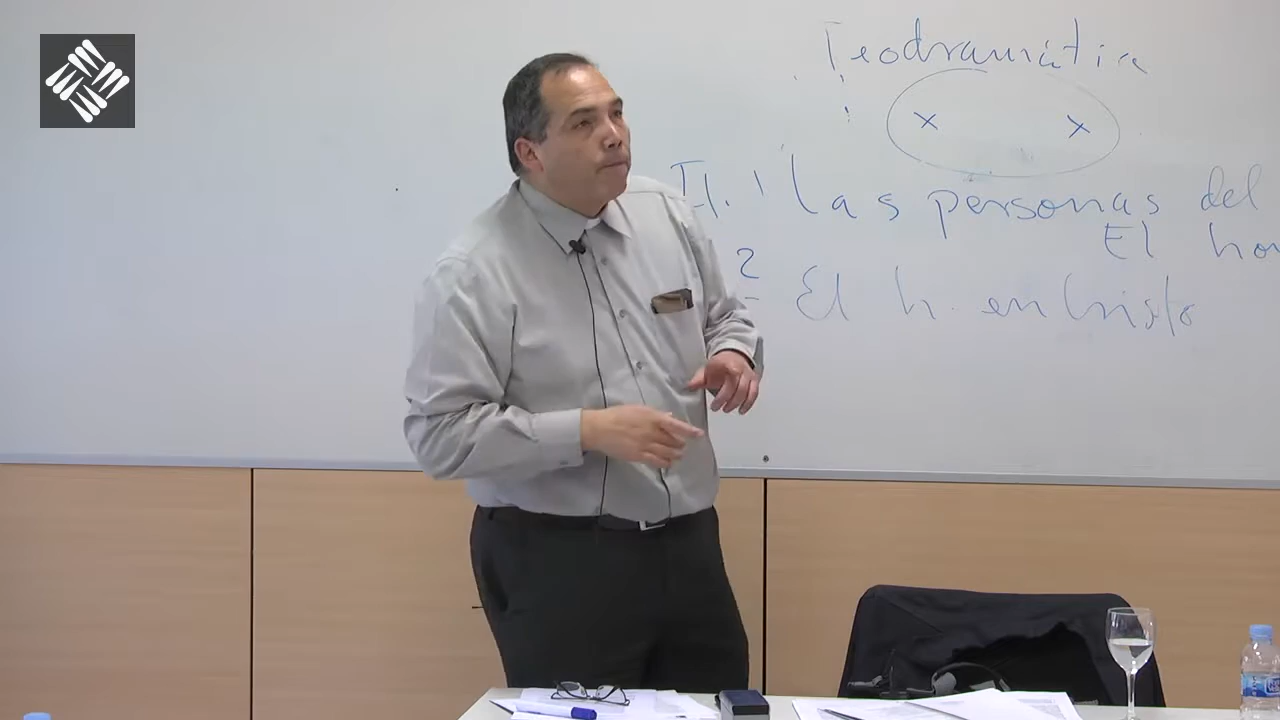 Teodramática
x x
II. 1 Las personas del
El ho
2 El h. en Cristo